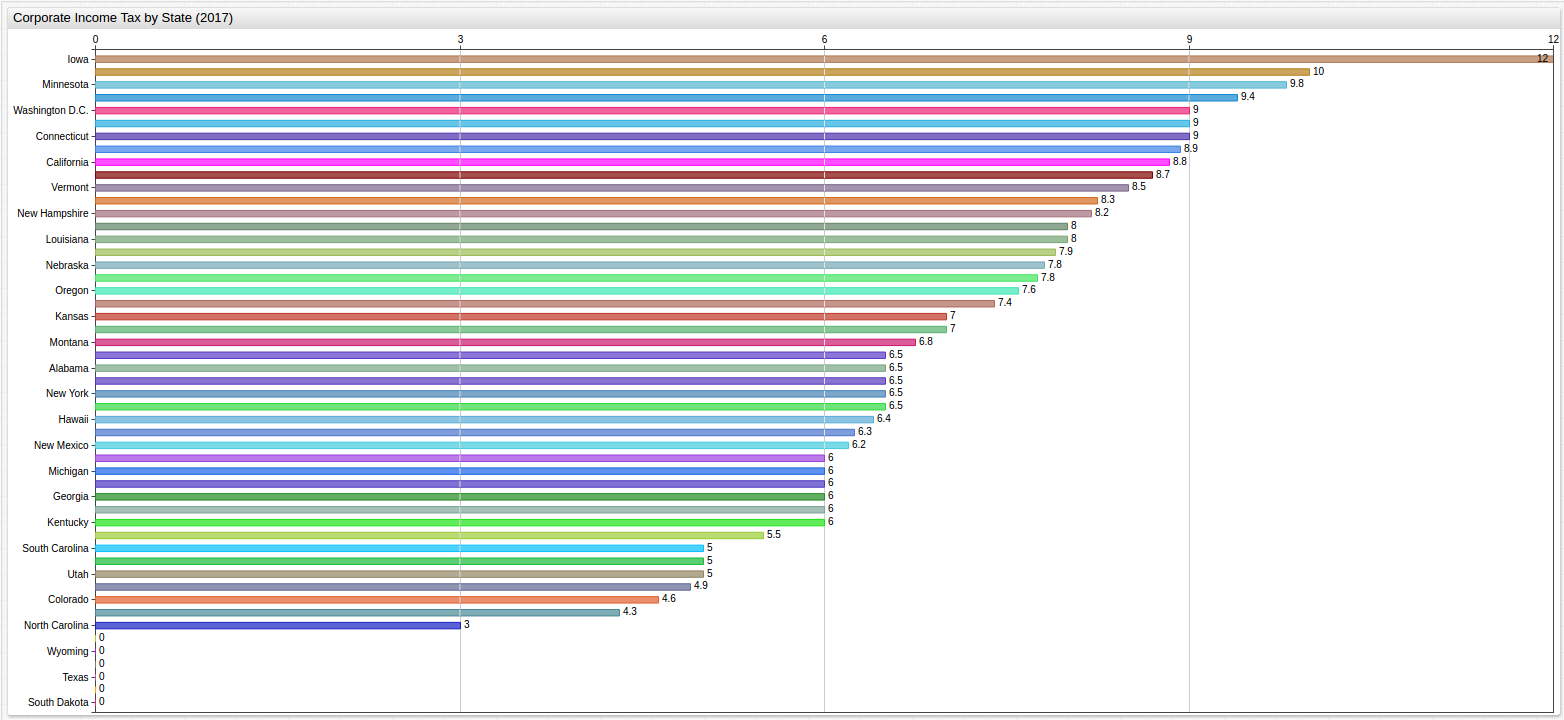 Corporate Income Tax by State (2017)
0 3 6 9 12
Iowa 12
10
Minnesota 9.8
9.4
Washington D.C. 9
9
Connecticut 9
8.9
California 8.8
8.7
Vermont 8.5
8.3
New Hampshire 8.2
8
Louisiana 8
7.9
Nebraska 7.8
7.8
Oregon 7.6
7.4
Kansas 7
7
Montana 6.8
6.5
Alabama 6.5
6.5
New York 6.5
6.5
Hawaii 6.4
6.3
New Mexico 6.2
6
Michigan 6
6
Georgia 6
6
Kentucky 6
5.5
South Carolina 5
5
Utah 5
4.9
Colorado 4.6
4.3
North Carolina 3
0
Wyoming 0
0
Texas 0
0
South Dakota 0